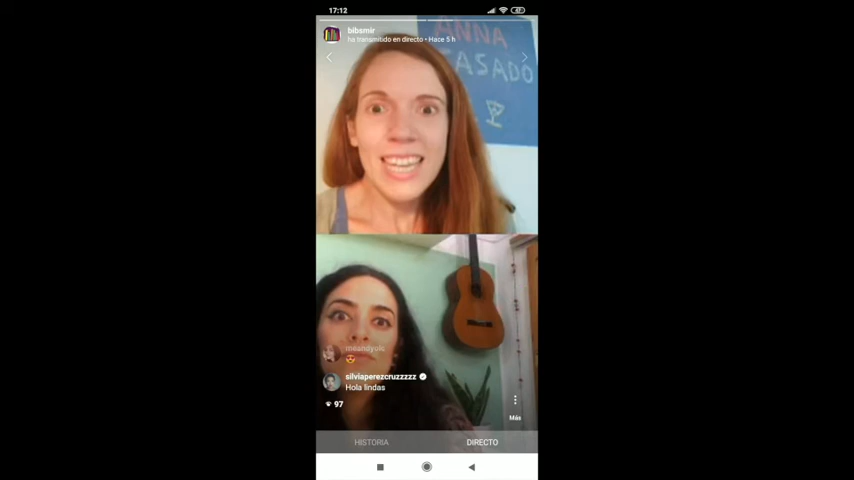 17:12
bibsmir
ha transmitido en directo • Hace 5 h
ANNA
CASADO
silviaperezcruzzzzz
Hola lindas
97
Más
HISTORIA
DIRECTO